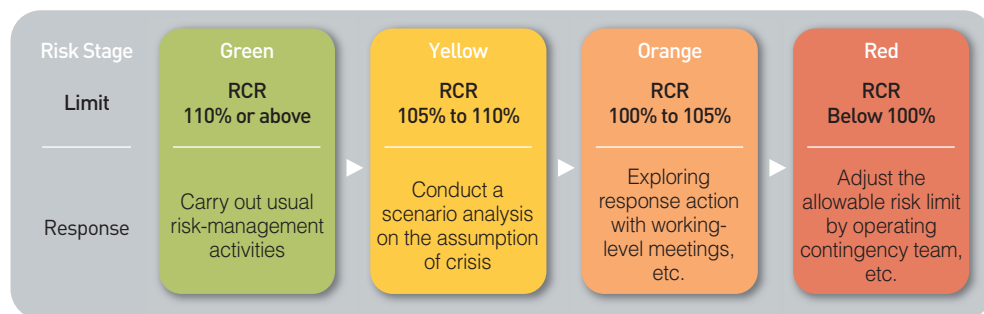 Risk Stage
Green
Yellow
Orange
Red
Limit
RCR
110% or above
RCR
105% to 110%
RCR
100% to 105%
RCR
Below 100%
Response
Carry out usual
risk-management
activities
Conduct a
scenario analysis
on the assumption
of crisis
Exploring
response action
with working-
level meetings,
etc.
Adjust the
allowable risk limit
by operating
contingency team,
etc.